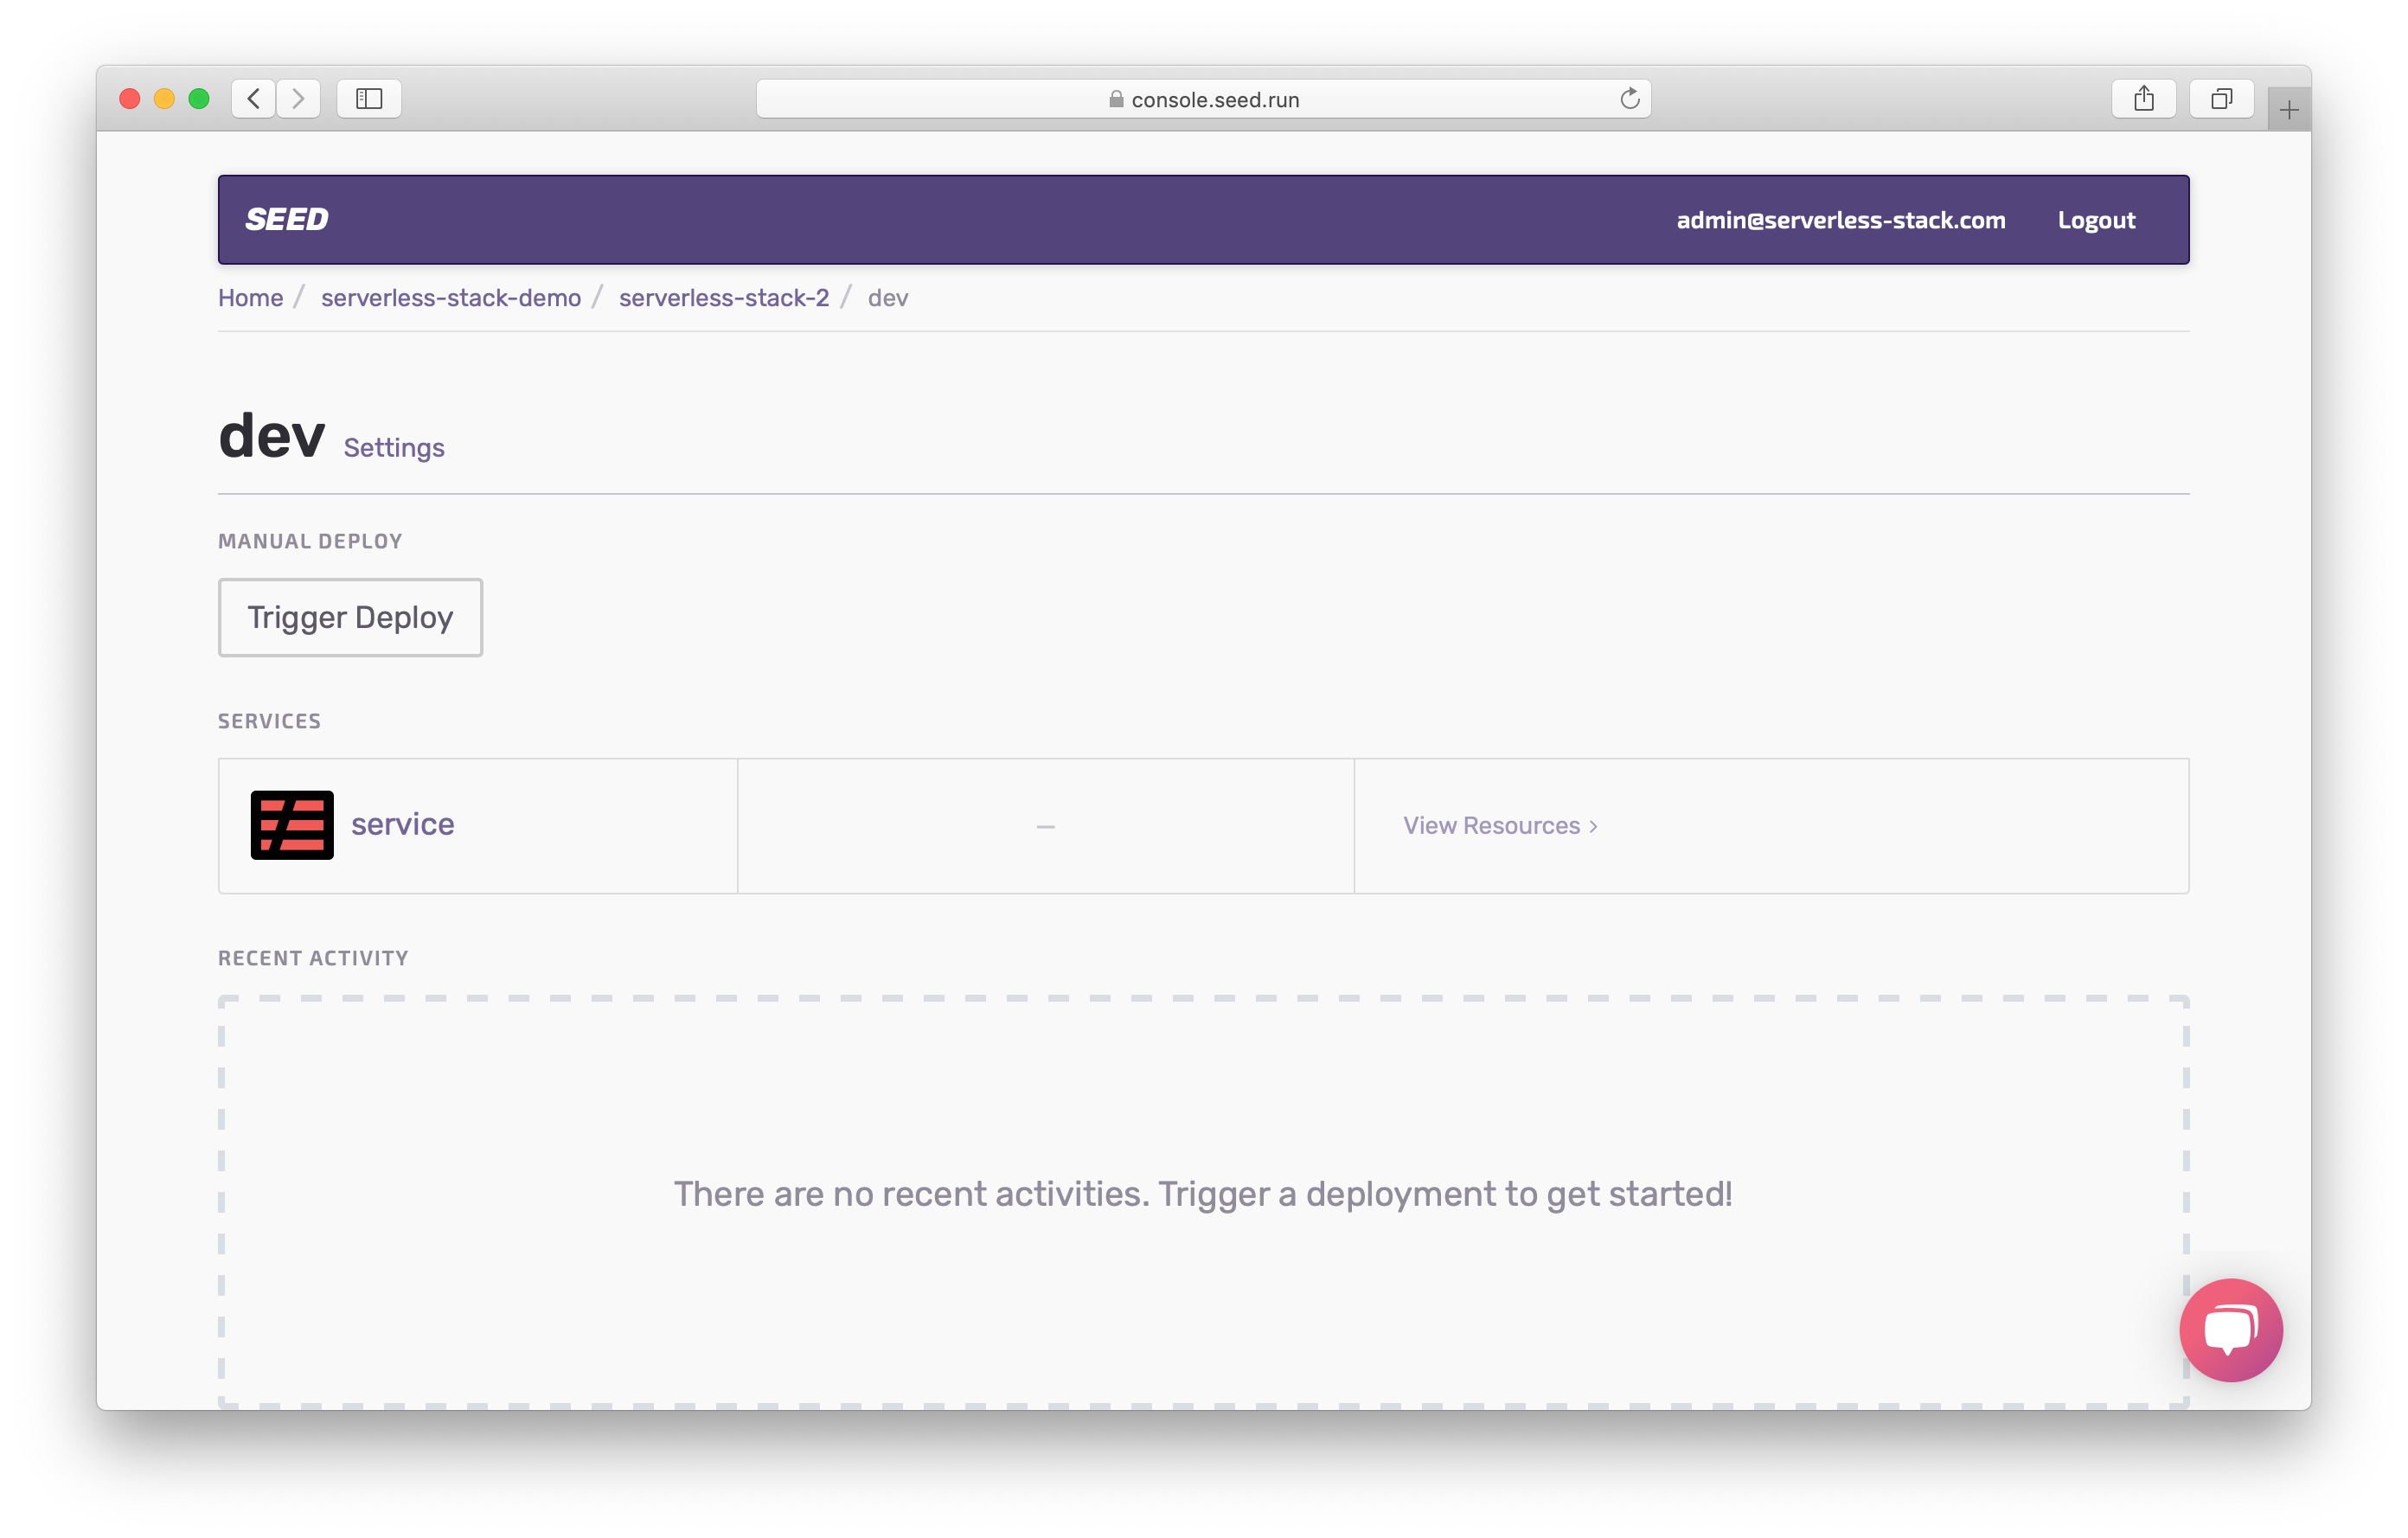 console.seed.run
SEED
admin@serverless-stack.com Logout
Home / serverless-stack-demo / serverless-stack-2 / dev
dev Settings
MANUAL DEPLOY
Trigger Deploy
SERVICES
service – View Resources >
RECENT ACTIVITY
There are no recent activities. Trigger a deployment to get started!